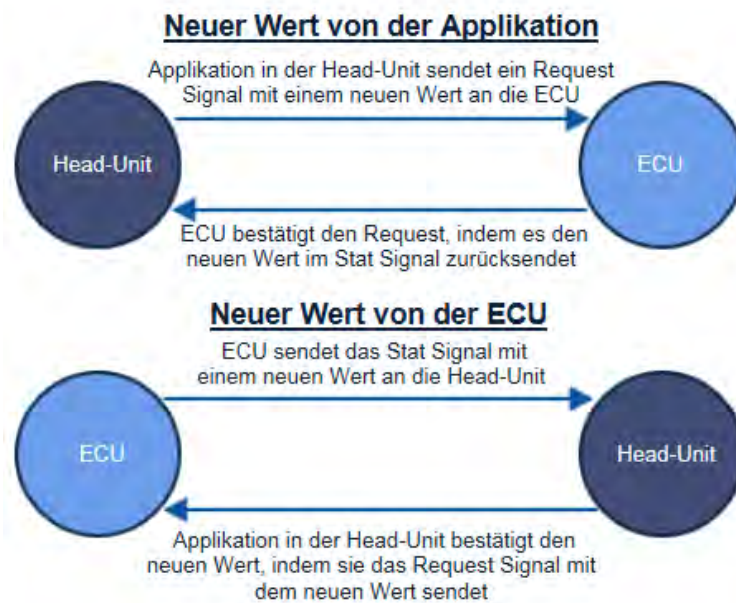 Neuer Wert von der Applikation
Applikation in der Head-Unit sendet ein Request
Signal mit einem neuen Wert an die ECU
Head-Unit
ECU
ECU bestätigt den Request, indem es den
neuen Wert im Stat Signal zurücksendet
Neuer Wert von der ECU
ECU sendet das Stat Signal mit
einem neuen Wert an die Head-Unit
ECU
Head-Unit
Applikation in der Head-Unit bestätigt den
neuen Wert, indem sie das Request Signal mit
dem neuen Wert sendet